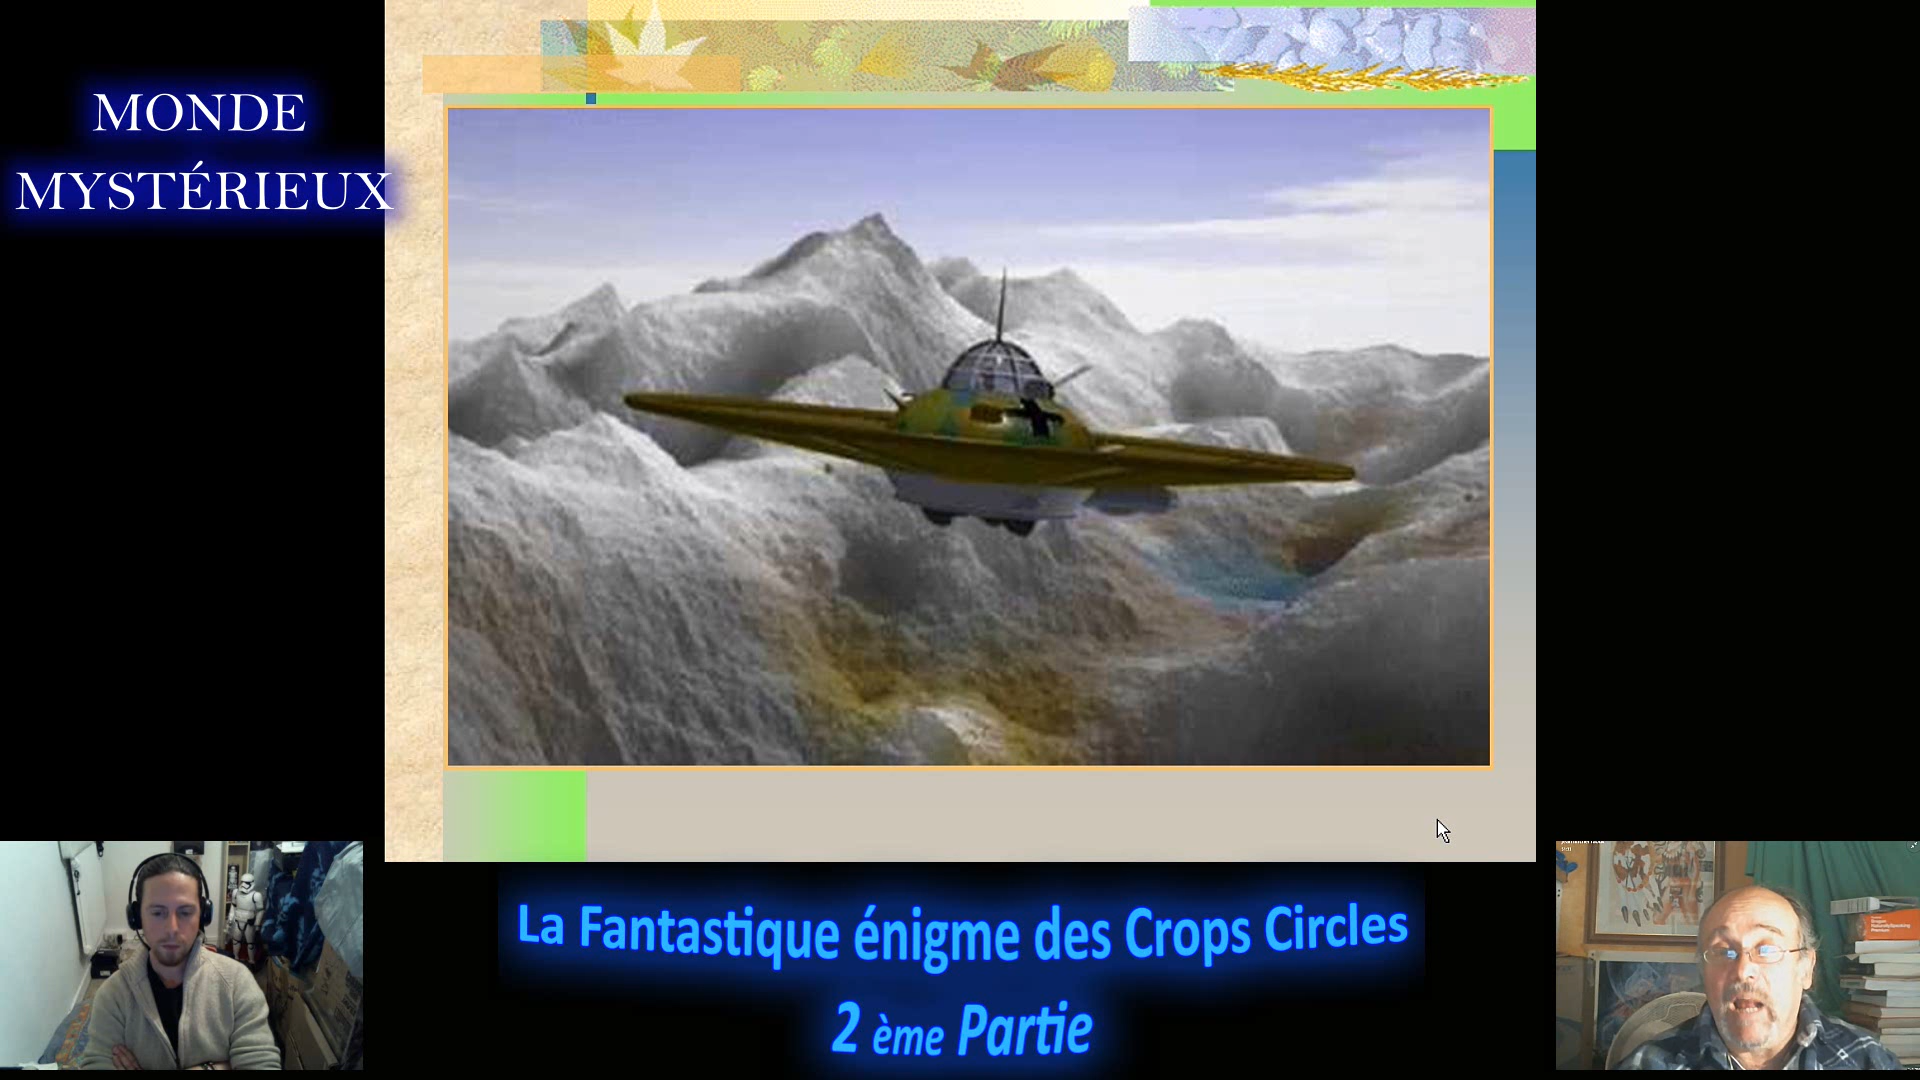 MONDE
MYSTÉRIEUX
La Fantastique énigme des Crops Circles
2 ème Partie